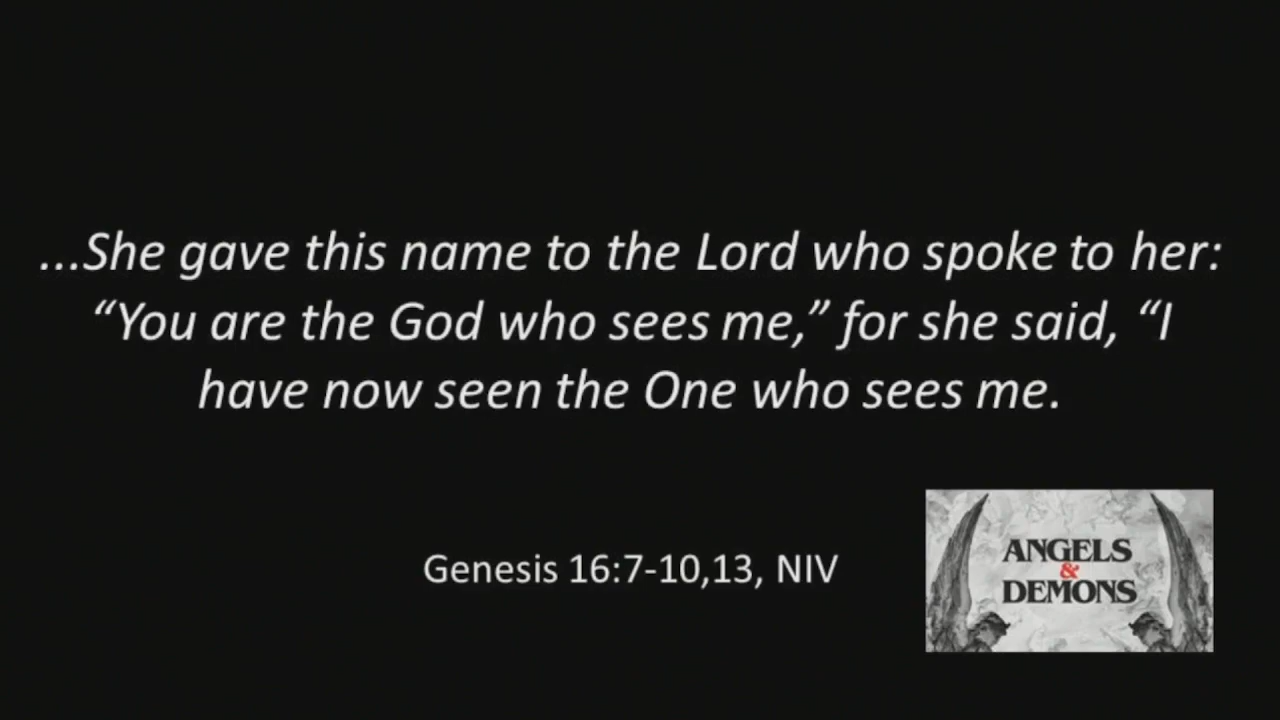 ...She gave this name to the Lord who spoke to her:
“You are the God who sees me,” for she said, “I
have now seen the One who sees me.
Genesis 16:7-10,13, NIV
ANGELS
&
DEMONS